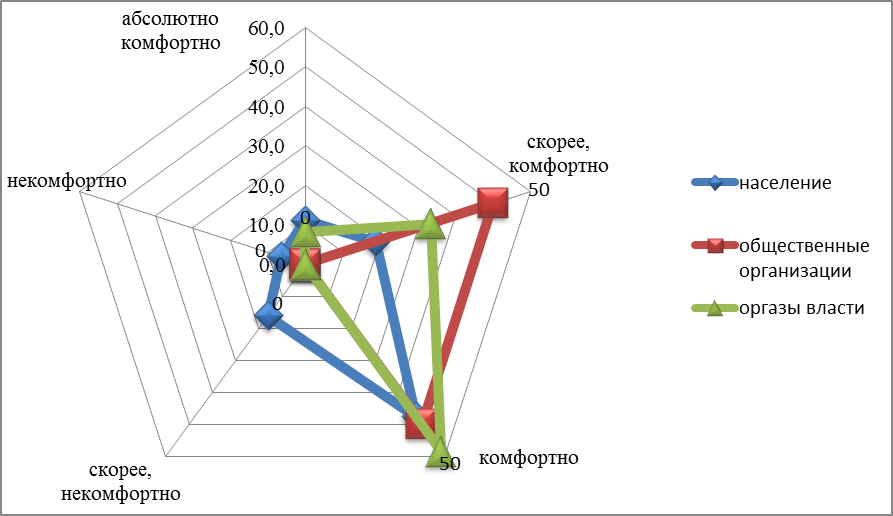 абсолютно
комфортно
60,0
50,0
40,0
30,0
20,0
10,0
0,0
0
0
0
скорее,
комфортно
50
некомфортно
50
комфортно
скорее,
некомфортно
население
общественные
организации
оргазы власти